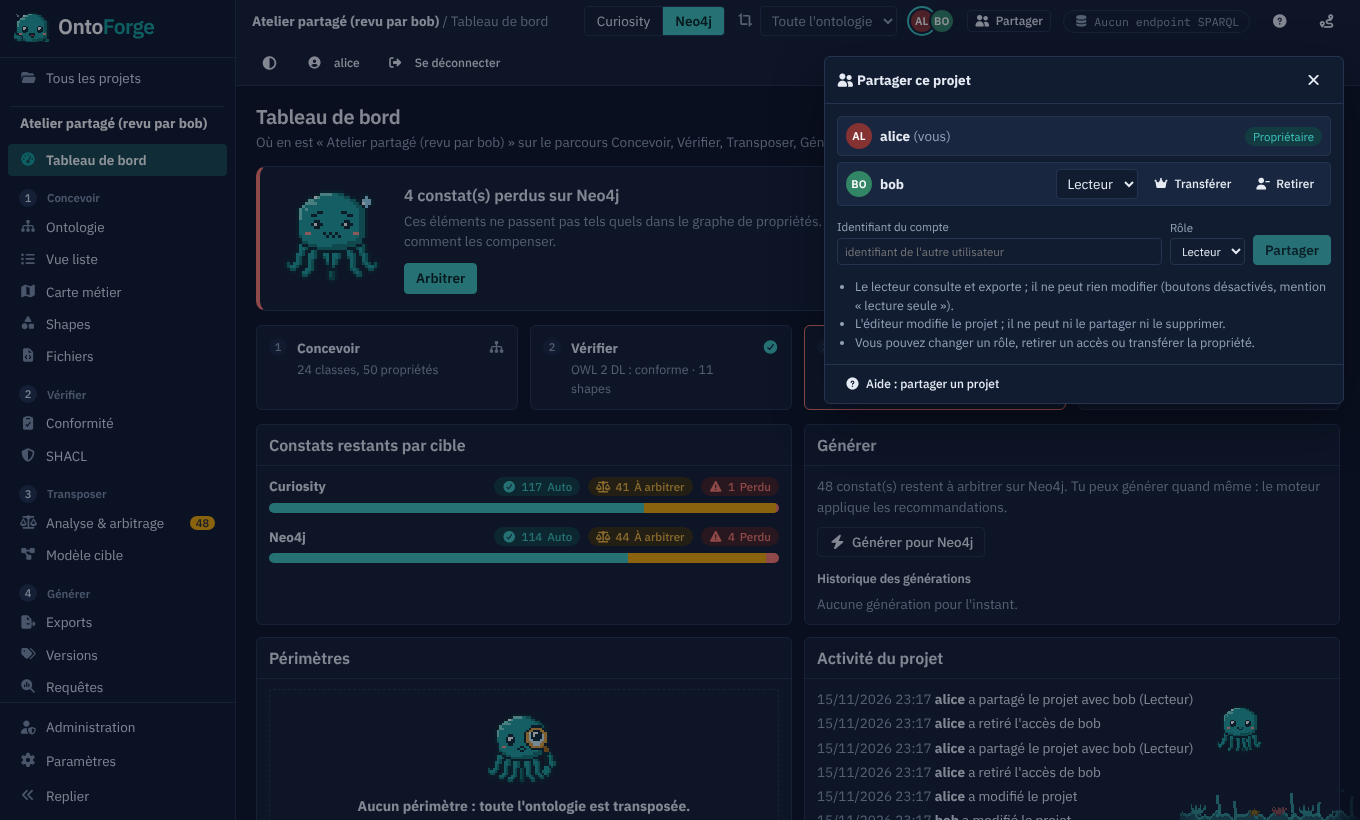 OntoForge
Tous les projets
Atelier partagé (revu par bob)
Tableau de bord
1 Concevoir
Ontologie
Vue liste
Carte métier
Shapes
Fichiers
2 Vérifier
Conformité
SHACL
3 Transposer
Analyse & arbitrage 48
Modèle cible
4 Générer
Exports
Versions
Requêtes
Administration
Paramètres
Replier
Atelier partagé (revu par bob) / Tableau de bord
Curiosity Neo4j
Toute l'ontologie
AL BO
Partager
Aucun endpoint SPARQL
alice
Se déconnecter
Tableau de bord
Où en est « Atelier partagé (revu par bob) » sur le parcours Concevoir, Vérifier, Transposer,
4 constat(s) perdus sur Neo4j
Ces éléments ne passent pas tels quels dans le graphe de propriétés.
comment les compenser.
Arbitrer
1 Concevoir
24 classes, 50 propriétés
2 Vérifier
OWL 2 DL : conforme · 11
shapes
Partager ce projet
AL alice (vous) Propriétaire
BO bob Lecteur Transférer Retirer
Identifiant du compte
identifiant de l'autre utilisateur
Rôle
Lecteur
Partager
• Le lecteur consulte et exporte ; il ne peut rien modifier (boutons désactivés, mention
« lecture seule »).
• L'éditeur modifie le projet ; il ne peut ni le partager ni le supprimer.
• Vous pouvez changer un rôle, retirer un accès ou transférer la propriété.
Aide : partager un projet
Constats restants par cible
Curiosity 117 Auto 41 À arbitrer 1 Perdu
Neo4j 114 Auto 44 À arbitrer 4 Perdu
Générer
48 constat(s) restent à arbitrer sur Neo4j. Tu peux générer quand même : le moteur
applique les recommandations.
Générer pour Neo4j
Historique des générations
Aucune génération pour l'instant.
Périmètres
Aucun périmètre : toute l'ontologie est transposée.
Activité du projet
15/11/2026 23:17 alice a partagé le projet avec bob (Lecteur)
15/11/2026 23:17 alice a retiré l'accès de bob
15/11/2026 23:17 alice a partagé le projet avec bob (Lecteur)
15/11/2026 23:17 alice a retiré l'accès de bob
15/11/2026 23:17 alice a modifié le projet
15/11/2026 23:17 bob a modifié le projet